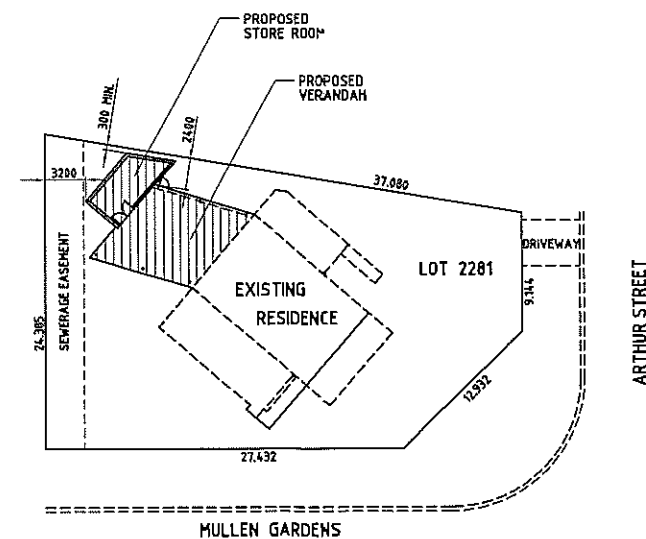 PROPOSED
STORE ROOM
PROPOSED
VERANDAH
300 MIN.
2400
3200
37.080
DRIVEWAY
LOT 2281
9.144
ARTHUR STREET
EXISTING
RESIDENCE
SEWERAGE EASEMENT
24.385
12.932
27.432
MULLEN GARDENS